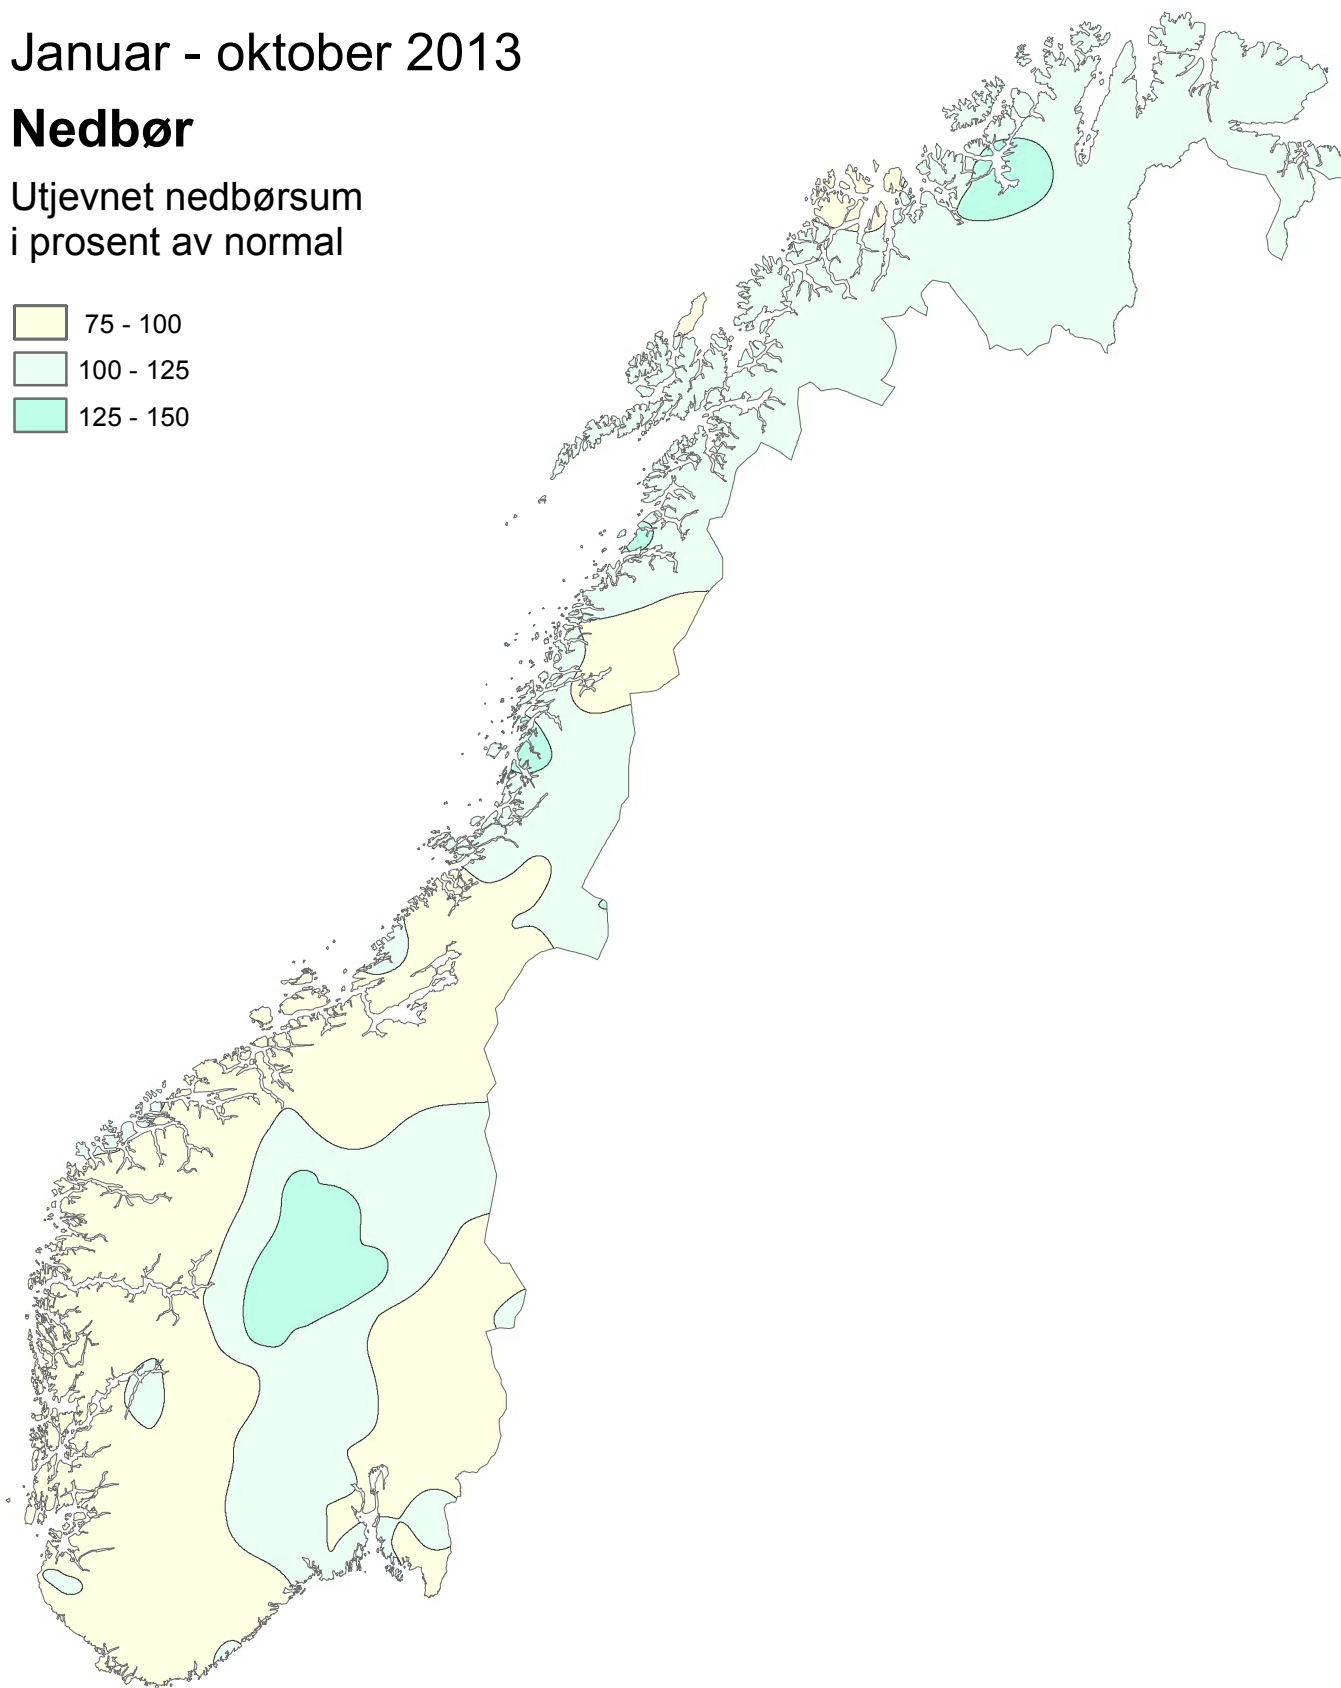 Januar - oktober 2013
Nedbør
Utjevnet nedbørsum
i prosent av normal
75 - 100
100 - 125
125 - 150